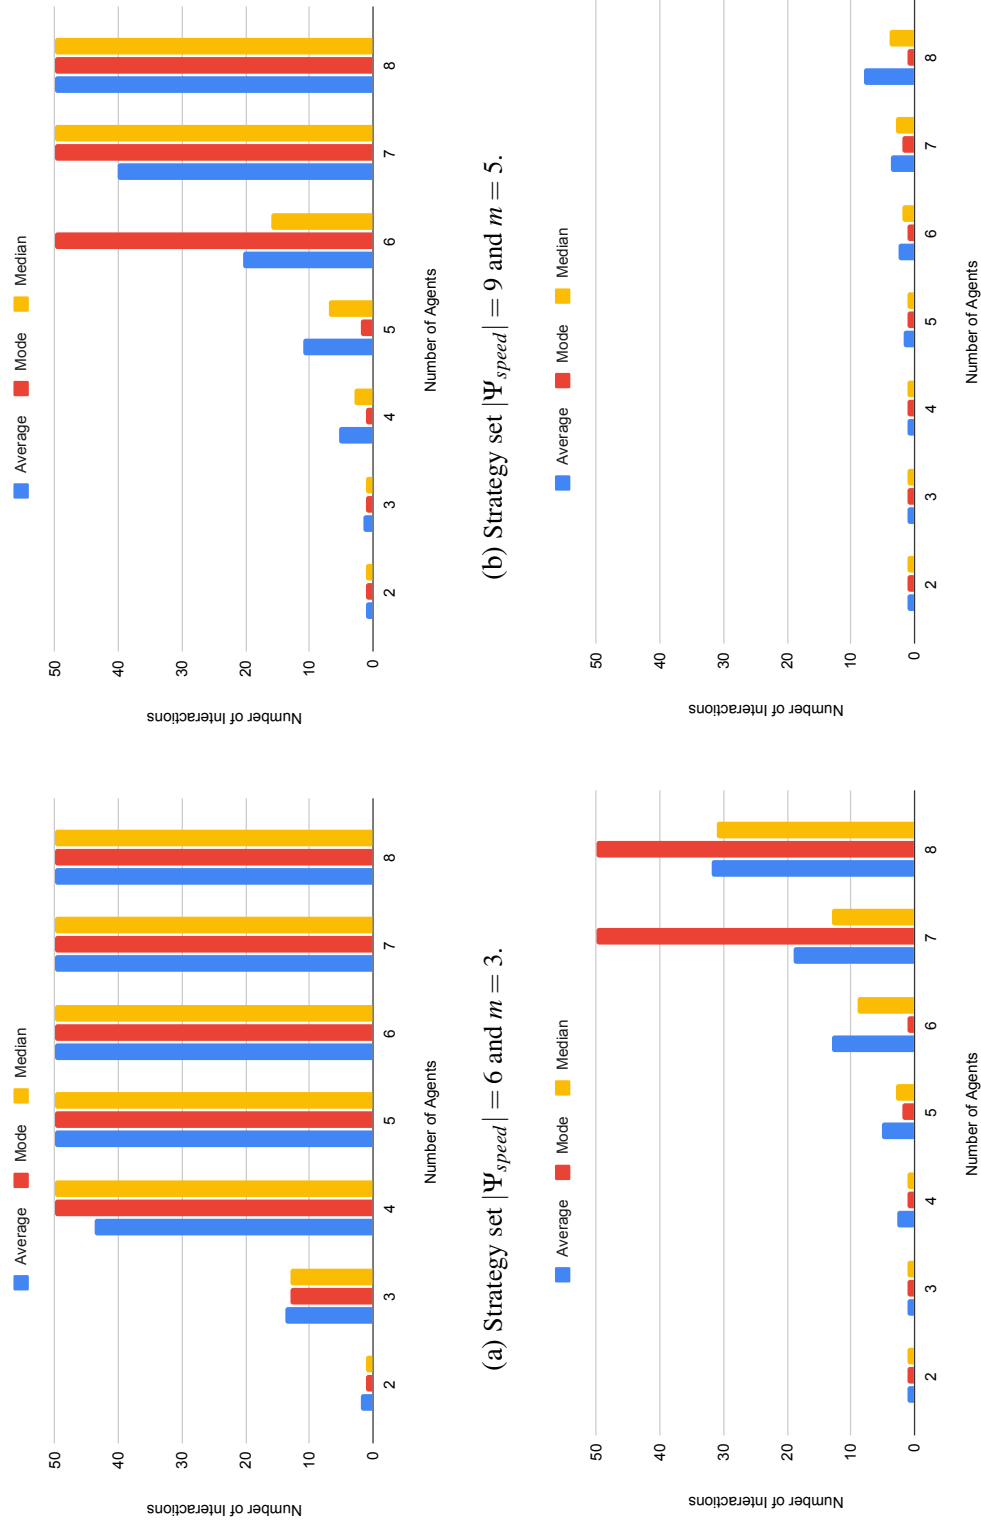 Average Mode Median
Number of Interactions
50
40
30
20
10
0
2 3 4 5 6 7 8
Number of Agents
(a) Strategy set |Ψ_speed| = 6 and m = 3.
Average Mode Median
Number of Interactions
50
40
30
20
10
0
2 3 4 5 6 7 8
Number of Agents
(b) Strategy set |Ψ_speed| = 9 and m = 5.
Average Mode Median
Number of Interactions
50
40
30
20
10
0
2 3 4 5 6 7 8
Number of Agents
Average Mode Median
Number of Interactions
50
40
30
20
10
0
2 3 4 5 6 7 8
Number of Agents